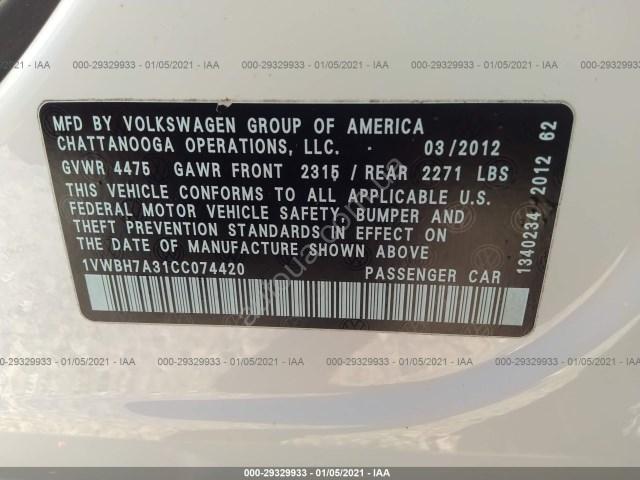 000-29329933 - 01/05/2021 - IAA
MFD BY VOLKSWAGEN GROUP OF AMERICA
CHATTANOOGA OPERATIONS, LLC. · 03/2012
GVWR 4475 GAWR FRONT 2315 / REAR 2271 LBS
THIS VEHICLE CONFORMS TO ALL APPLICABLE U.S.
FEDERAL MOTOR VEHICLE SAFETY, BUMPER AND
THEFT PREVENTION STANDARDS IN EFFECT ON
THE DATE OF MANUFACTURE SHOWN ABOVE
1VWBH7A31CC074420 PASSENGER CAR
1340234 2012 62
autoua.com.ua
000-29329933 - 01/05/2021 - IAA
000-29329933 - 01/05/2021 - IAA